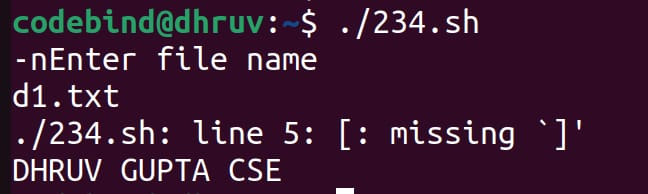 codebind@dhruv:~$ ./234.sh
-nEnter file name
d1.txt
./234.sh: line 5: [: missing `]'
DHRUV GUPTA CSE